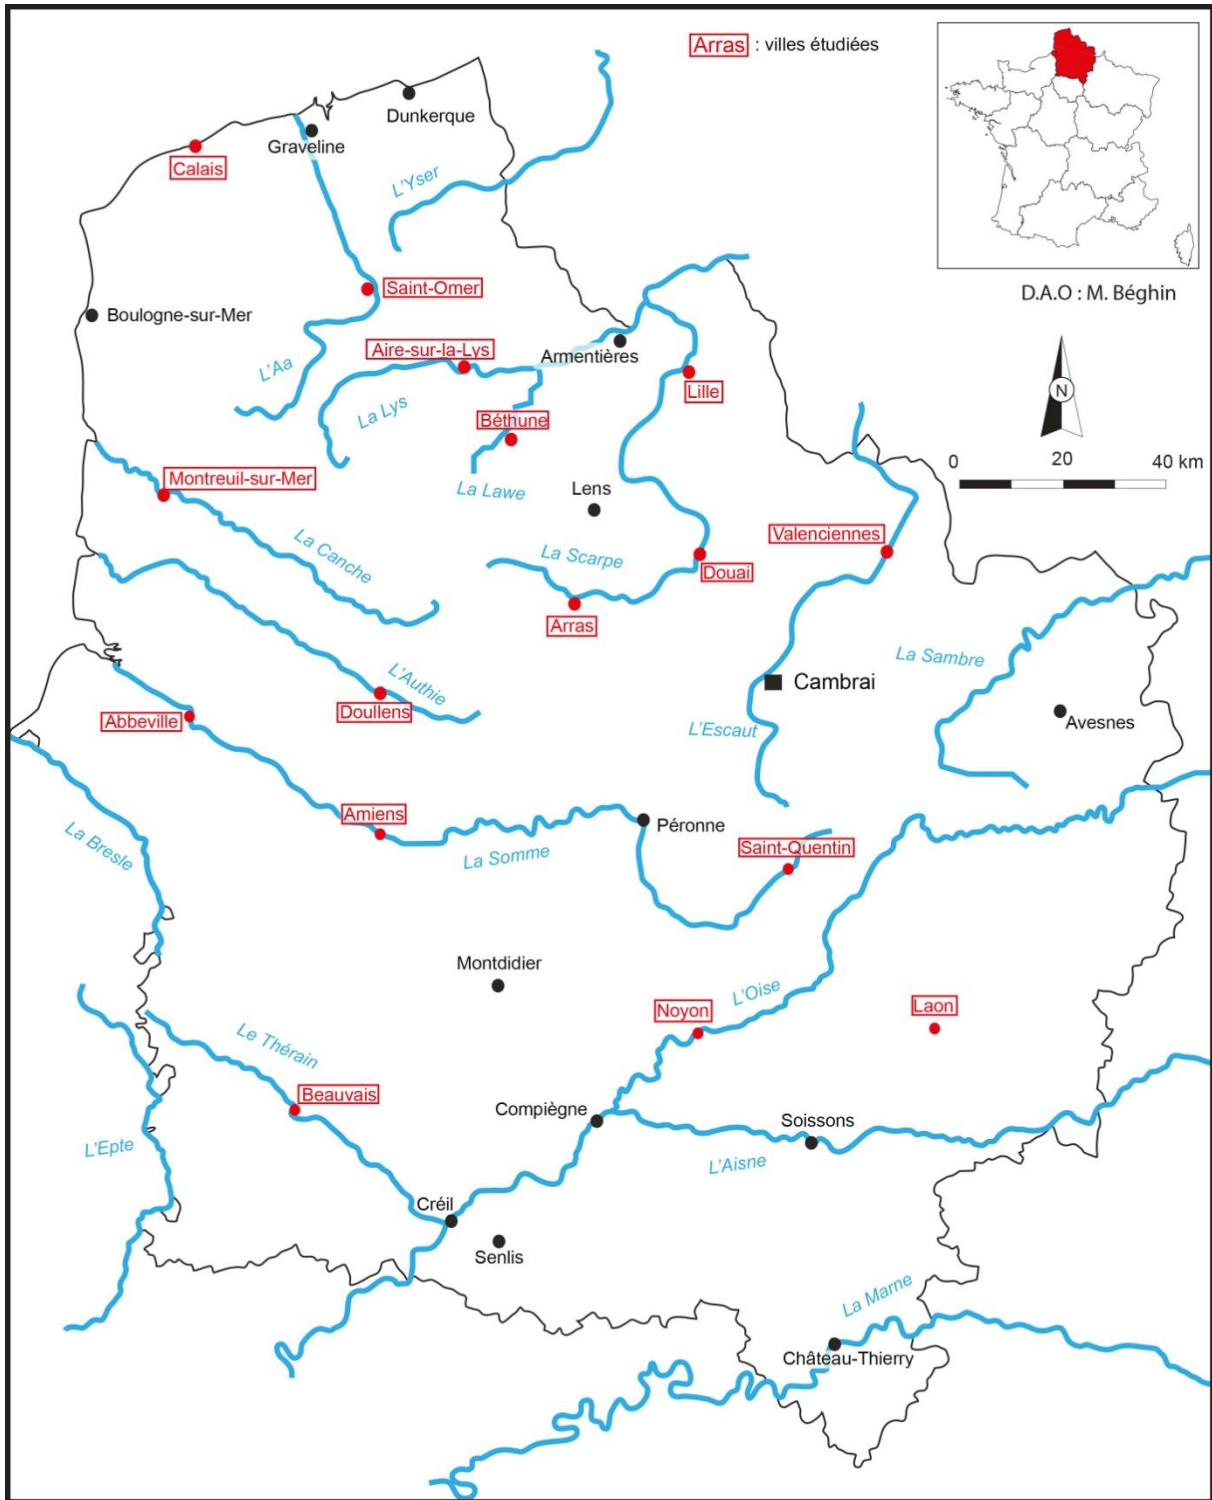 Arras : villes étudiées
Dunkerque
Graveline
Calais
L'Yser
Saint-Omer
D.A.O : M. Béghin
Boulogne-sur-Mer
Aire-sur-la-Lys
Armentières
L'Aa
Lille
N
La Lys
Béthune
0 20 40 km
Montreuil-sur-Mer
La Lawe
Lens
Valenciennes
La Canche
La Scarpe
Douai
Arras
La Sambre
L'Authie
Cambrai
Doullens
Abbeville
L'Escaut
Avesnes
Amiens
Péronne
La Bresle
La Somme
Saint-Quentin
Montdidier
L'Oise
Noyon
Laon
Le Thérain
Beauvais
Compiègne
Soissons
L'Epte
L'Aisne
Créil
Senlis
La Marne
Château-Thierry